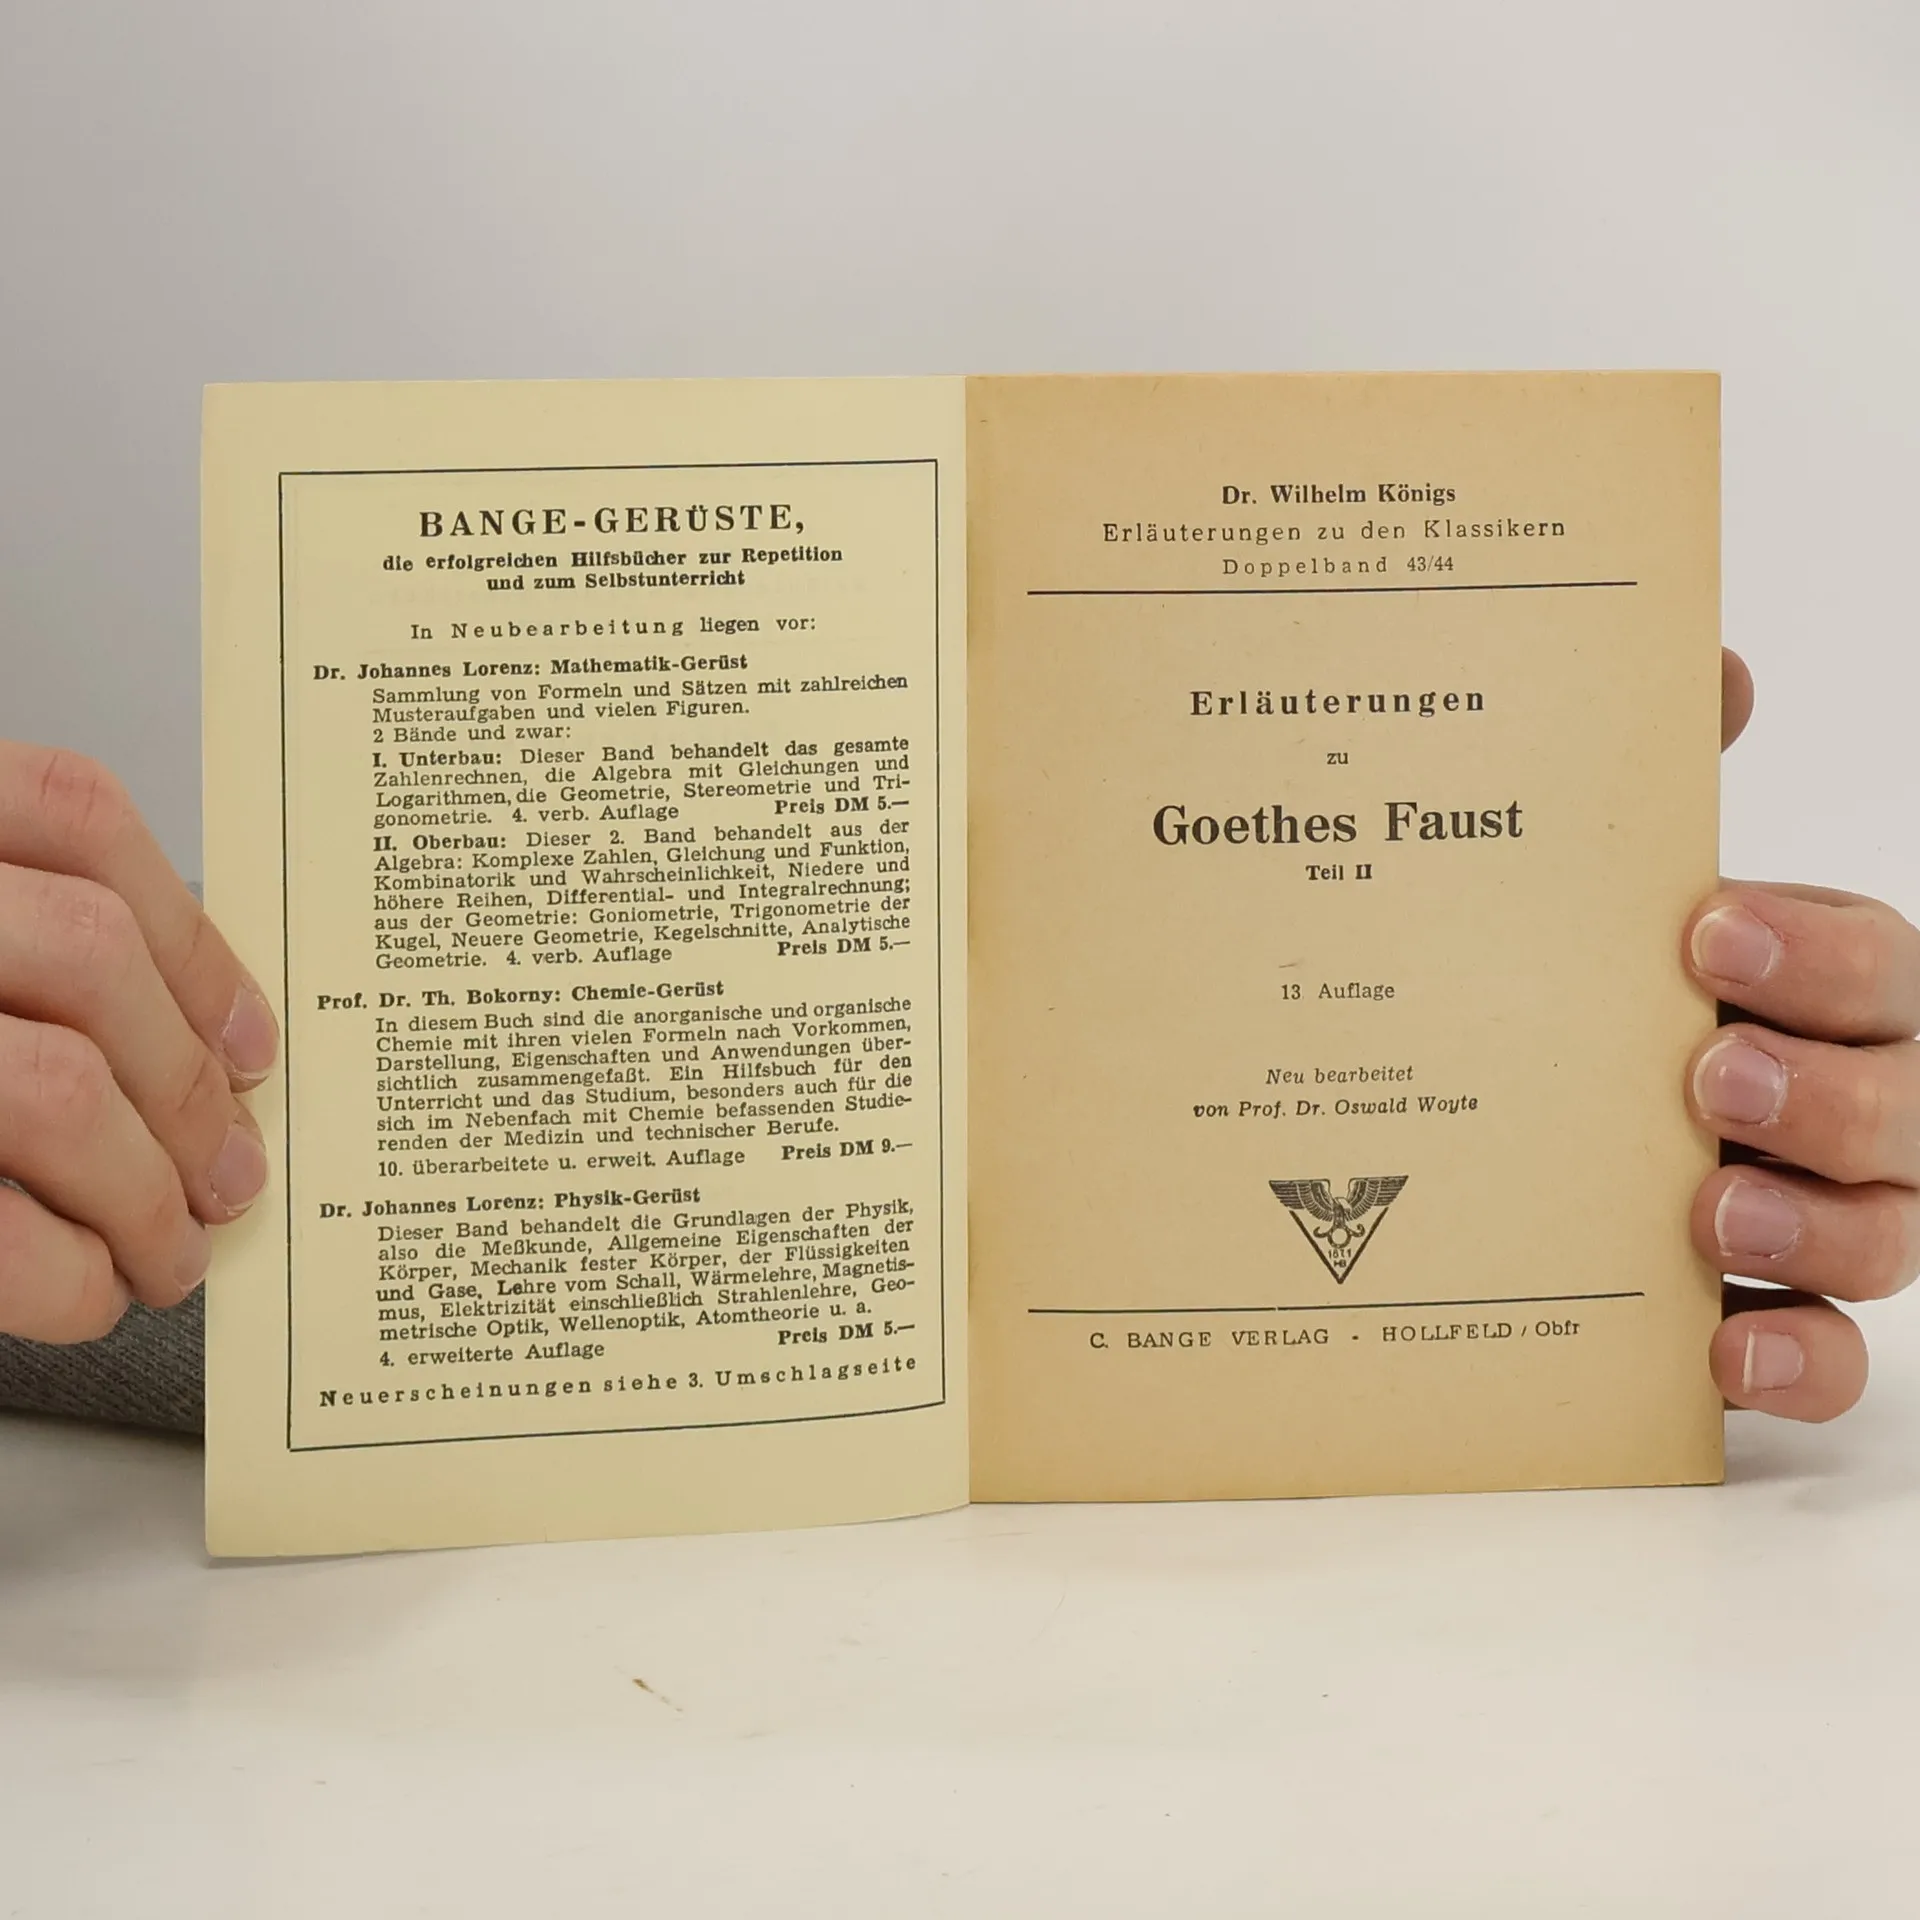 BANGE-GERÜSTE,
die erfolgreichen Hilfsbücher zur Repetition
und zum Selbstunterricht
In Neubearbeitung liegen vor:
Dr. Johannes Lorenz: Mathematik-Gerüst
Sammlung von Formeln und Sätzen mit zahlreichen
Musteraufgaben und vielen Figuren.
2 Bände und zwar:
I. Unterbau: Dieser Band behandelt das gesamte
Zahlenrechnen, die Algebra mit Gleichungen und
Logarithmen, die Geometrie, Stereometrie und Tri-
gonometrie. 4. verb. Auflage Preis DM 5.—
II. Oberbau: Dieser 2. Band behandelt aus der
Algebra: Komplexe Zahlen, Gleichung und Funktion,
Kombinatorik und Wahrscheinlichkeit, Niedere und
höhere Reihen, Differential- und Integralrechnung;
aus der Geometrie: Goniometrie, Trigonometrie der
Kugel, Neuere Geometrie, Kegelschnitte, Analytische
Geometrie. 4. verb. Auflage Preis DM 5.—
Prof. Dr. Th. Bokorny: Chemie-Gerüst
In diesem Buch sind die anorganische und organische
Chemie mit ihren vielen Formeln nach Vorkommen,
Darstellung, Eigenschaften und Anwendungen über-
sichtlich zusammengefaßt. Ein Hilfsbuch für den
Unterricht und das Studium, besonders auch für die
sich im Nebenfach mit Chemie befassenden Studie-
renden der Medizin und technischer Berufe.
10. überarbeitete u. erweit. Auflage Preis DM 9.—
Dr. Johannes Lorenz: Physik-Gerüst
Dieser Band behandelt die Grundlagen der Physik,
also die Meßkunde, Allgemeine Eigenschaften der
Körper, Mechanik fester Körper, der Flüssigkeiten
und Gase, Lehre vom Schall, Wärmelehre, Magnetis-
mus, Elektrizität einschließlich Strahlenlehre, Geo-
metrische Optik, Wellenoptik, Atomtheorie u. a.
4. erweiterte Auflage Preis DM 5.—
Neuerscheinungen siehe 3. Umschlagseite
Dr. Wilhelm Königs
Erläuterungen zu den Klassikern
Doppelband 43/44
Erläuterungen
zu
Goethes Faust
Teil II
13. Auflage
Neu bearbeitet
von Prof. Dr. Oswald Woyte
1871
HB
C. BANGE VERLAG - HOLLFELD / Obfr